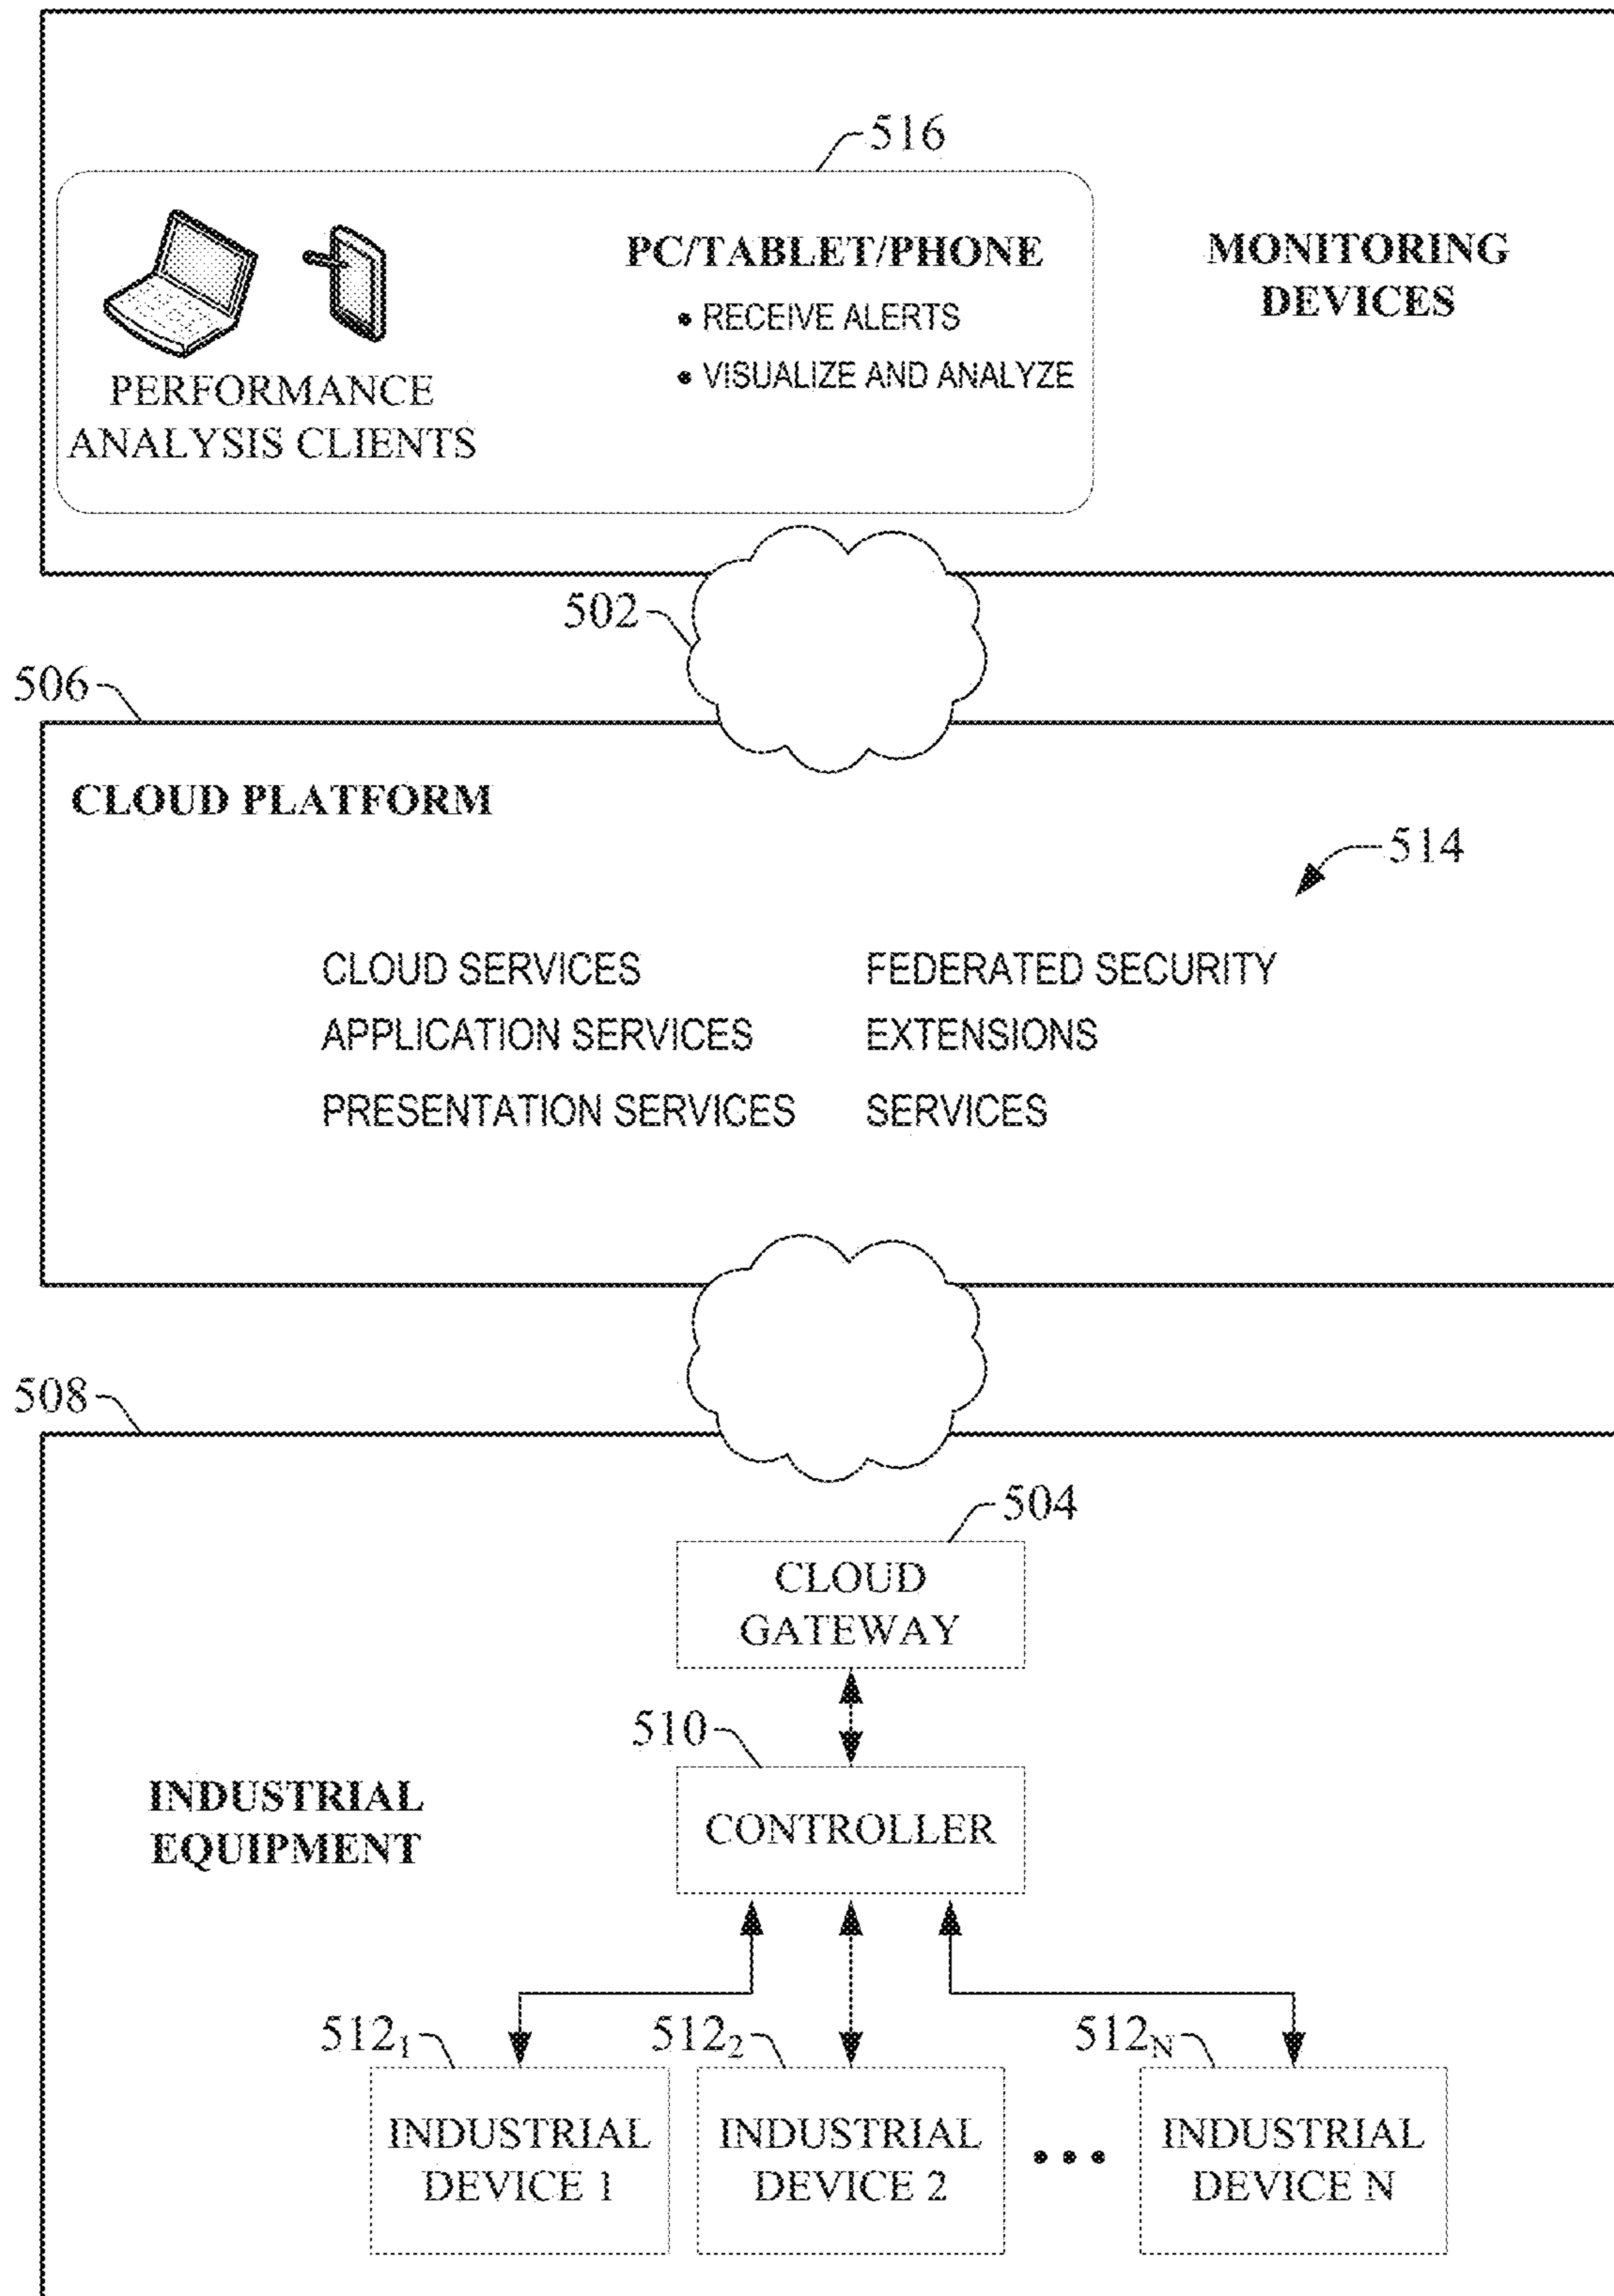 516
PC/TABLET/PHONE
• RECEIVE ALERTS
• VISUALIZE AND ANALYZE
PERFORMANCE
ANALYSIS CLIENTS
MONITORING
DEVICES
502
506
CLOUD PLATFORM
514
CLOUD SERVICES
APPLICATION SERVICES
PRESENTATION SERVICES
FEDERATED SECURITY
EXTENSIONS
SERVICES
508
504
CLOUD
GATEWAY
510
CONTROLLER
INDUSTRIAL
EQUIPMENT
512₁
512₂
512N
INDUSTRIAL
DEVICE 1
INDUSTRIAL
DEVICE 2
INDUSTRIAL
DEVICE N